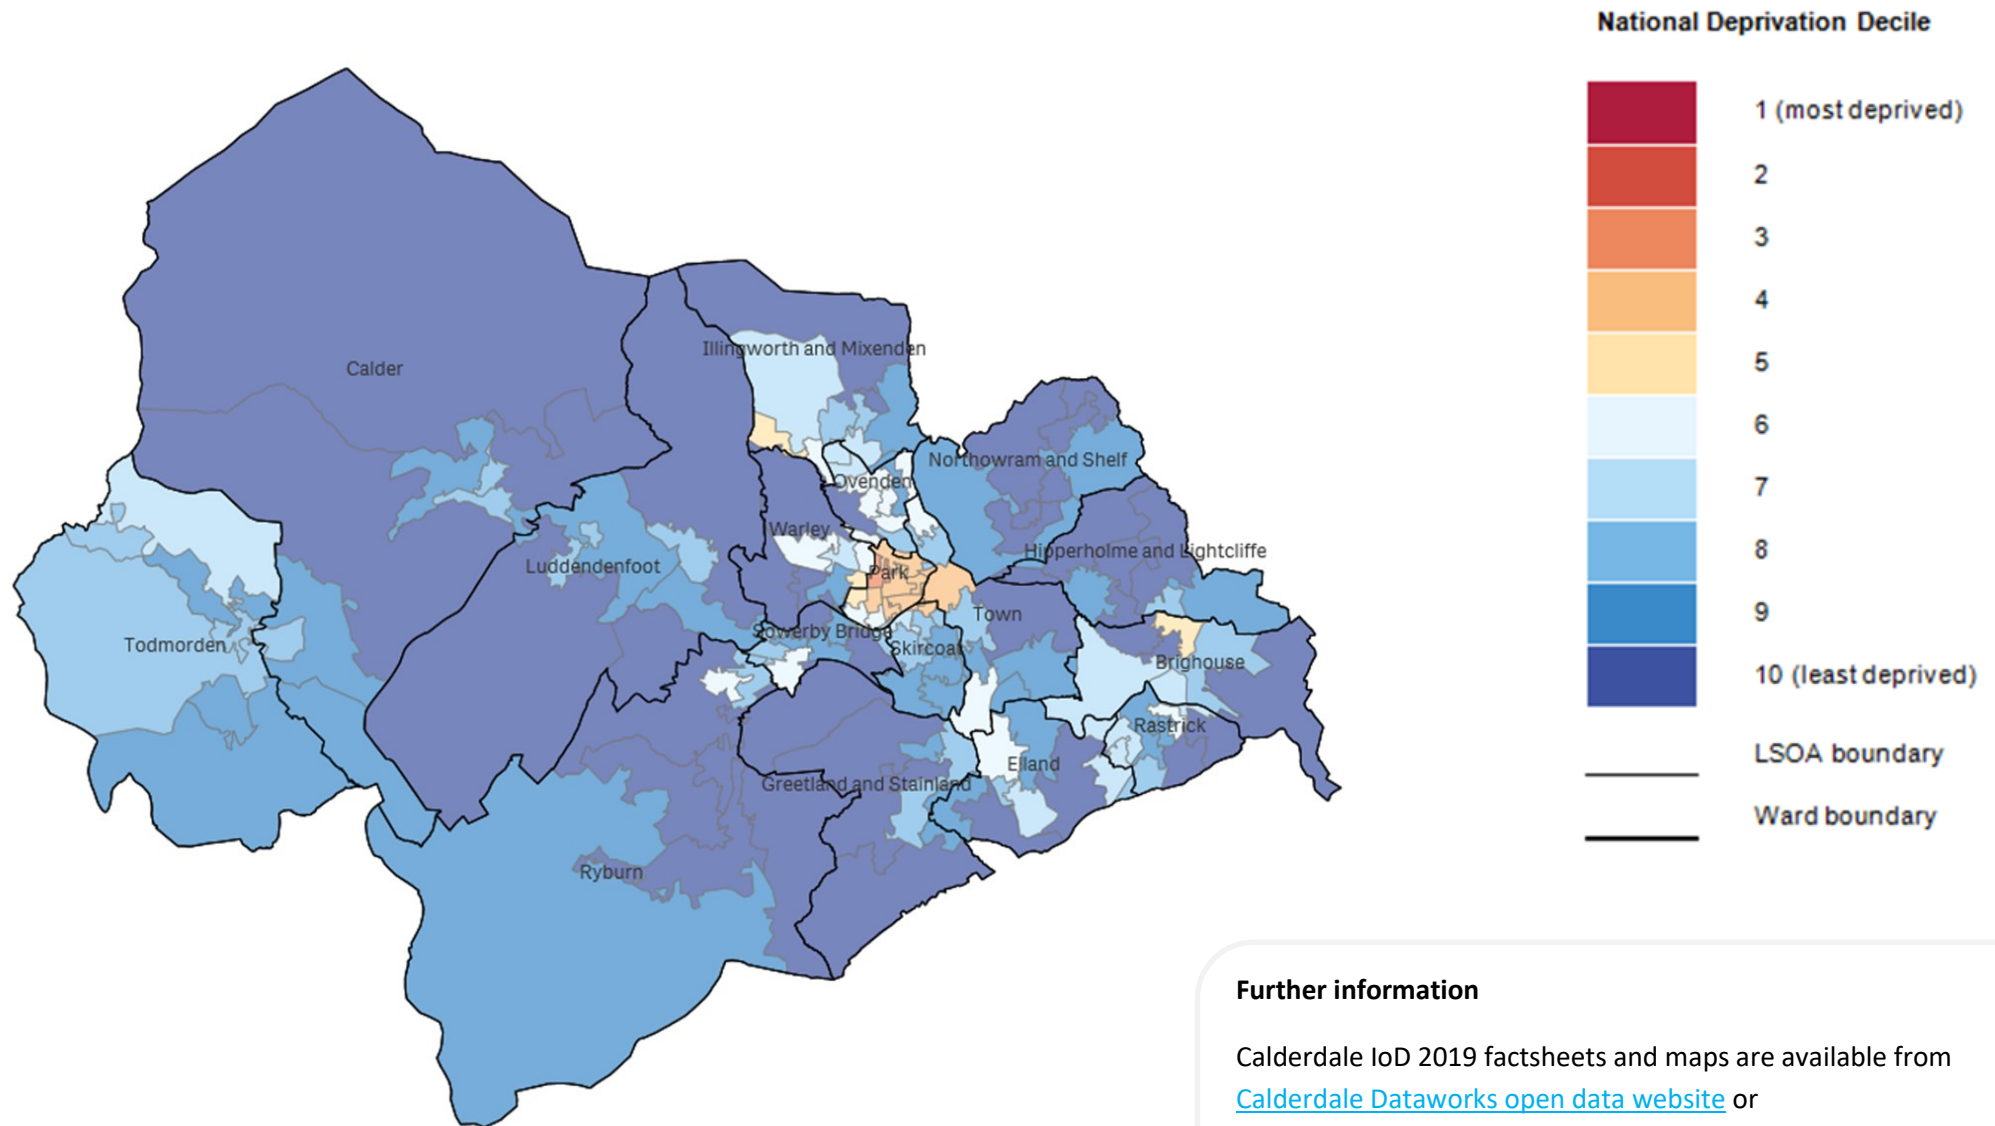 National Deprivation Decile
1 (most deprived)
2
3
4
5
6
7
8
9
10 (least deprived)
LSOA boundary
Ward boundary
Calder
Illingworth and Mixenden
Northowram and Shelf
Ovenden
Warley
Hipperholme and Lightcliffe
Luddendenfoot
Park
Town
Sowerby Bridge
Todmorden
Skircoat
Brighouse
Rastrick
Elland
Greetland and Stainland
Ryburn
Further information
Calderdale IoD 2019 factsheets and maps are available from
Calderdale Dataworks open data website or